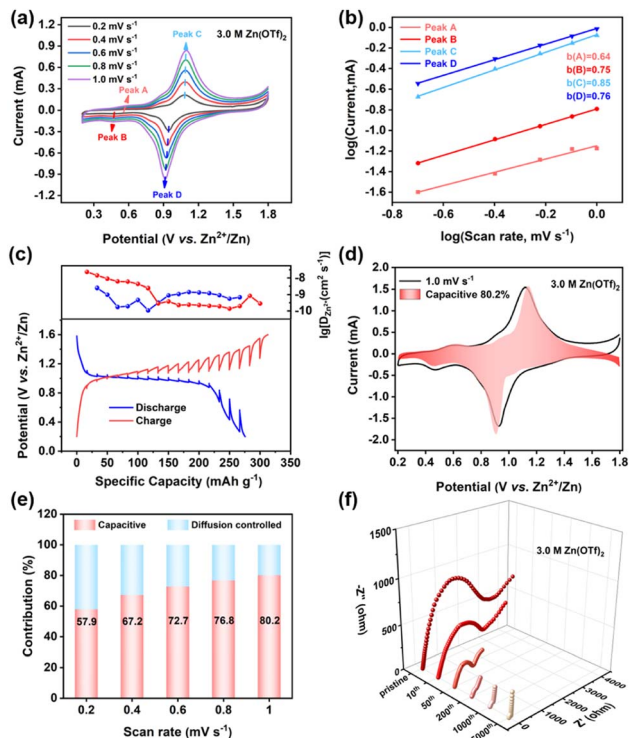 (a)
0.2 mV s⁻¹
0.4 mV s⁻¹
0.6 mV s⁻¹
0.8 mV s⁻¹
1.0 mV s⁻¹
Peak C
3.0 M Zn(OTf)₂
Peak A
Peak B
Peak D
1.2
0.9
0.6
0.3
0.0
-0.3
-0.6
-0.9
-1.2
Current (mA)
0.3 0.6 0.9 1.2 1.5 1.8
Potential (V vs. Zn²⁺/Zn)
(b)
Peak A
Peak B
Peak C
Peak D
b(A)=0.64
b(B)=0.75
b(C)=0.85
b(D)=0.76
0.0
-0.4
-0.8
-1.2
-1.6
log(Current,mA)
-0.8 -0.6 -0.4 -0.2 0.0
log(Scan rate, mV s⁻¹)
(c)
-8
-9
-10
lg[D_Zn²⁺(cm² s⁻¹)]
1.6
1.2
0.8
0.4
0.0
Potential (V vs. Zn²⁺/Zn)
Discharge
Charge
0 50 100 150 200 250 300 350
Specific Capacity (mAh g⁻¹)
(d)
1.0 mV s⁻¹
Capacitive 80.2%
3.0 M Zn(OTf)₂
2.0
1.5
1.0
0.5
0.0
-0.5
-1.0
-1.5
-2.0
Current (mA)
0.2 0.4 0.6 0.8 1.0 1.2 1.4 1.6 1.8
Potential (V vs. Zn²⁺/Zn)
(e)
Capacitive
Diffusion controlled
120
100
80
60
40
20
0
Contribution (%)
57.9 67.2 72.7 76.8 80.2
0.2 0.4 0.6 0.8 1
Scan rate (mV s⁻¹)
(f)
3.0 M Zn(OTf)₂
1500
1000
500
0
-Z'' (ohm)
pristine
10th
50th
200th
1000th
4000
3000
2000
1000
0
Z' (ohm)